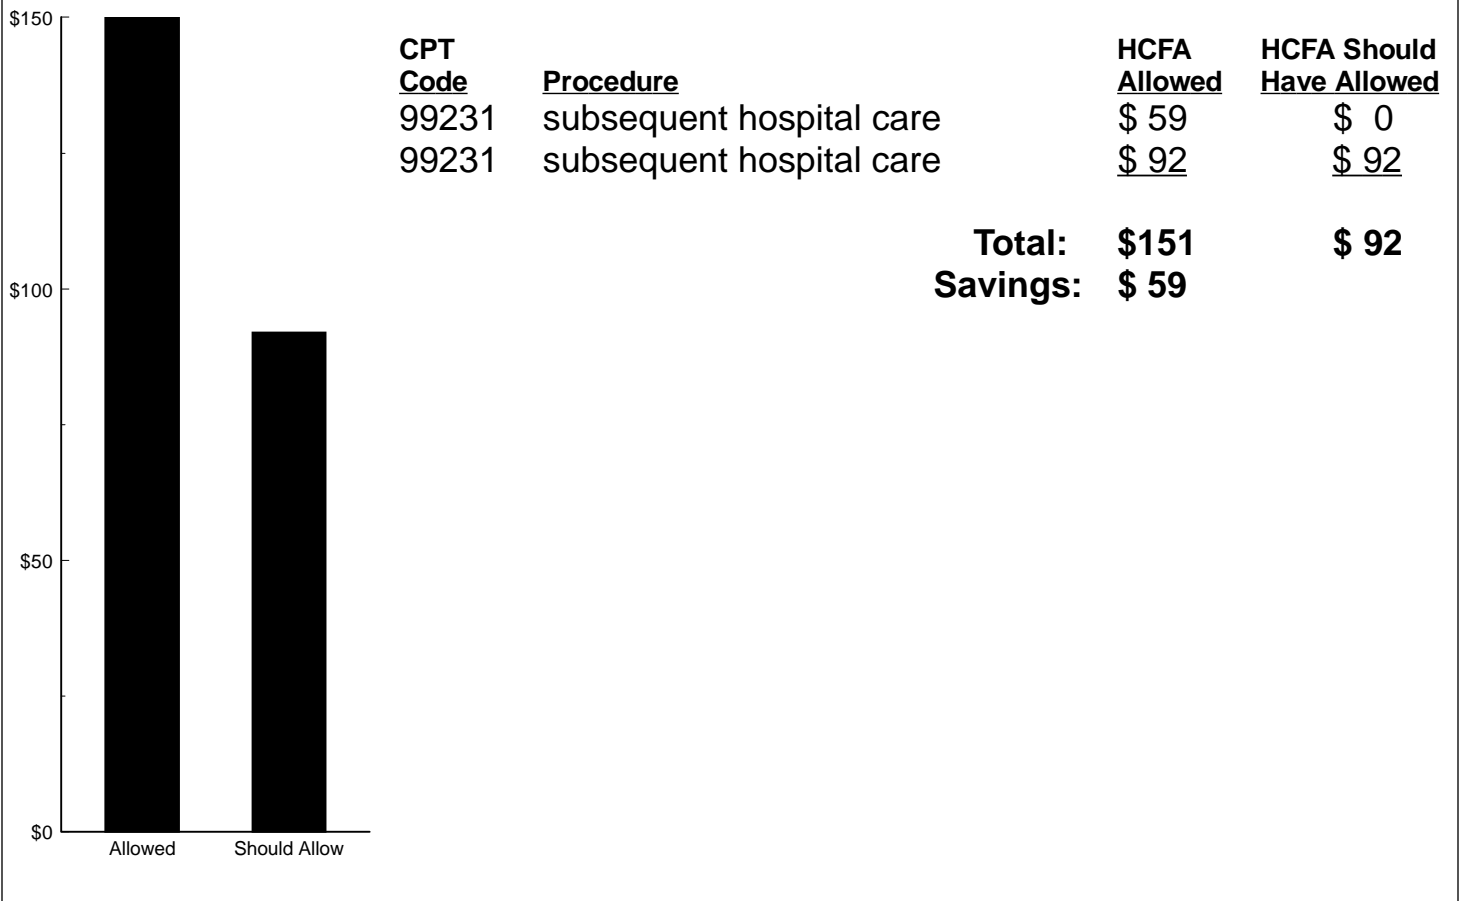 $150
$100
$50
$0
Allowed Should Allow
CPT HCFA HCFA Should
Code Procedure Allowed Have Allowed
99231 subsequent hospital care $ 59 $ 0
99231 subsequent hospital care $ 92 $ 92
Total: $151 $ 92
Savings: $ 59